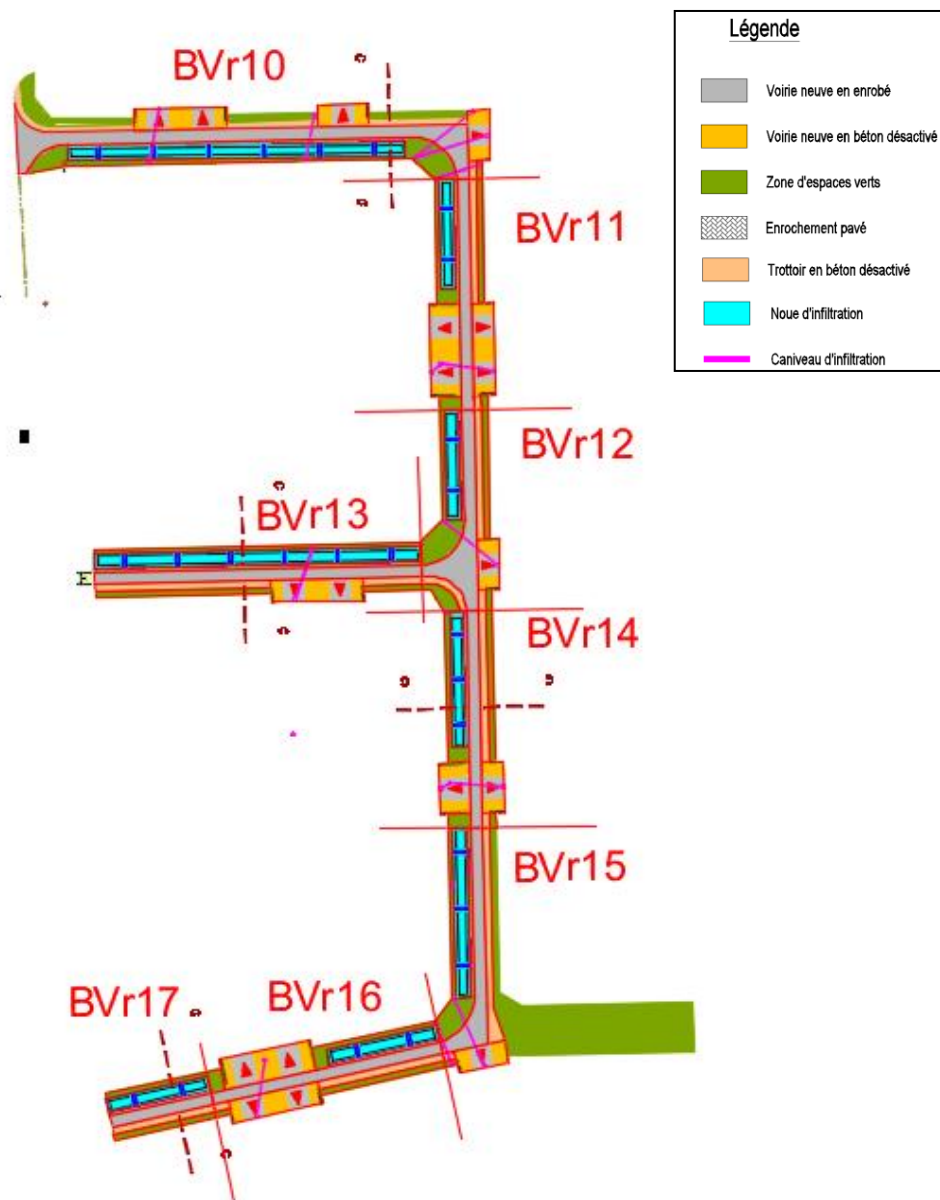 BVr10
BVr11
BVr12
BVr13
BVr14
BVr15
BVr16
BVr17
Légende
Voirie neuve en enrobé
Voirie neuve en béton désactivé
Zone d'espaces verts
Enrochement pavé
Trottoir en béton désactivé
Noue d'infiltration
Caniveau d'infiltration